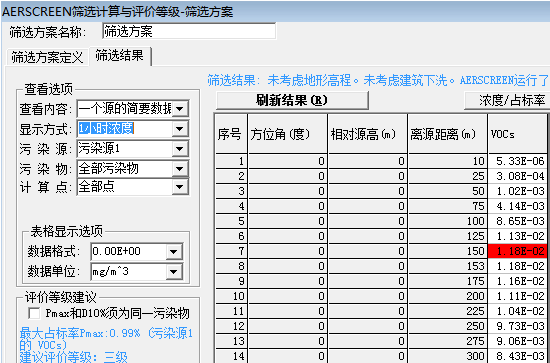 AERSCREEN筛选计算与评价等级-筛选方案
筛选方案名称: 筛选方案
筛选方案定义 筛选结果
筛选结果: 未考虑地形高程。未考虑建筑下洗。AERSCREEN运行了
查看选项
查看内容: 一个源的简要数据
显示方式: 1小时浓度
污 染 源: 污染源1
污 染 物: 全部污染物
计 算 点: 全部点
表格显示选项
数据格式: 0.00E+00
数据单位: mg/m^3
评价等级建议
Pmax和D10%须为同一污染物
最大占标率Pmax:0.99% (污染源1
的 VOCs)
建议评价等级: 三级
刷新结果(R) 浓度/占标率
序号 方位角(度) 相对源高(m) 离源距离(m) VOCs
1 0 0 10 5.33E-06
2 0 0 25 3.08E-04
3 0 0 50 1.02E-03
4 0 0 75 4.14E-03
5 0 0 100 8.65E-03
6 0 0 125 1.13E-02
7 0 0 150 1.18E-02
8 0 0 153 1.18E-02
9 0 0 175 1.16E-02
10 0 0 200 1.11E-02
11 0 0 225 1.04E-02
12 0 0 250 9.73E-03
13 0 0 275 9.06E-03
14 0 0 300 8.43E-03